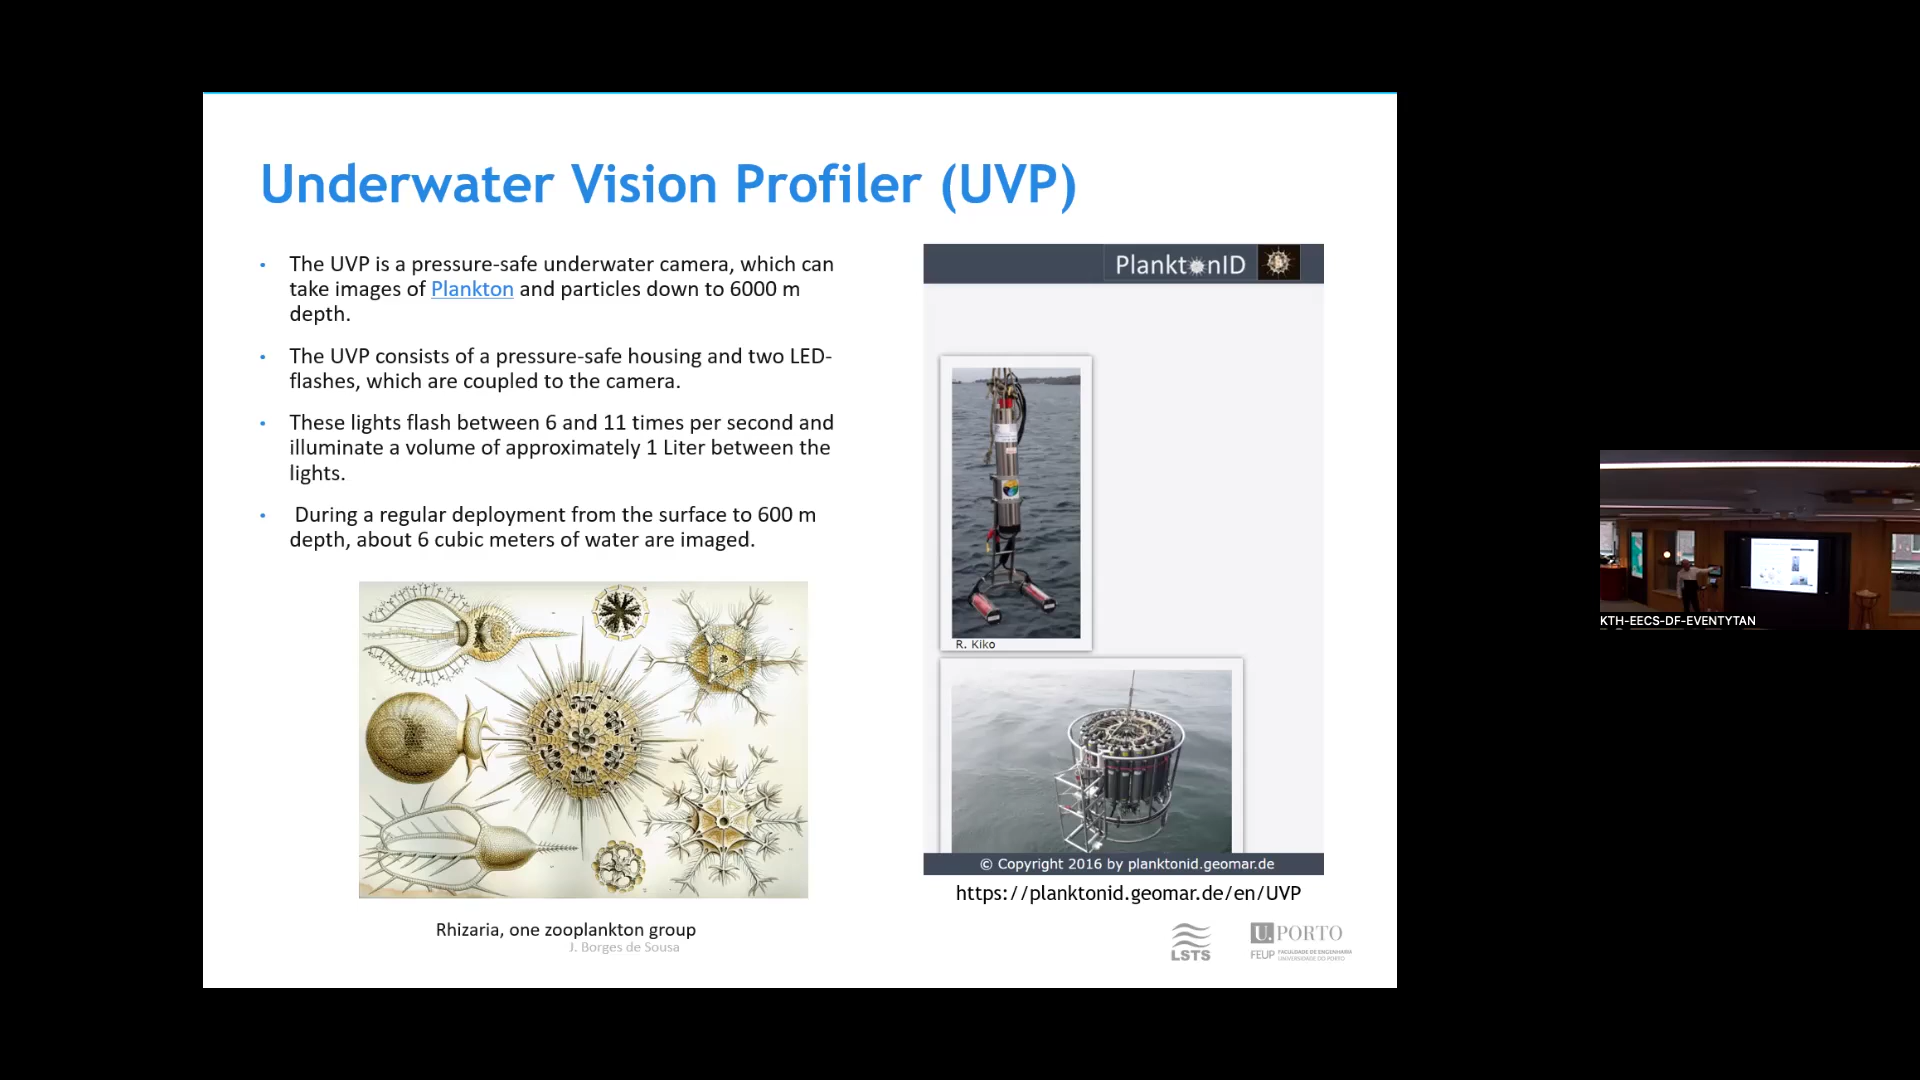 Underwater Vision Profiler (UVP)
• The UVP is a pressure-safe underwater camera, which can
take images of Plankton and particles down to 6000 m
depth.
• The UVP consists of a pressure-safe housing and two LED-
flashes, which are coupled to the camera.
• These lights flash between 6 and 11 times per second and
illuminate a volume of approximately 1 Liter between the
lights.
• During a regular deployment from the surface to 600 m
depth, about 6 cubic meters of water are imaged.
Rhizaria, one zooplankton group
J. Borges de Sousa
PlanktonID
R. Kiko
© Copyright 2016 by planktonid.geomar.de
https://planktonid.geomar.de/en/UVP
LSTS
U.PORTO
FEUP FACULDADE DE ENGENHARIA
UNIVERSIDADE DO PORTO
KTH-EECS-DF-EVENTYTAN